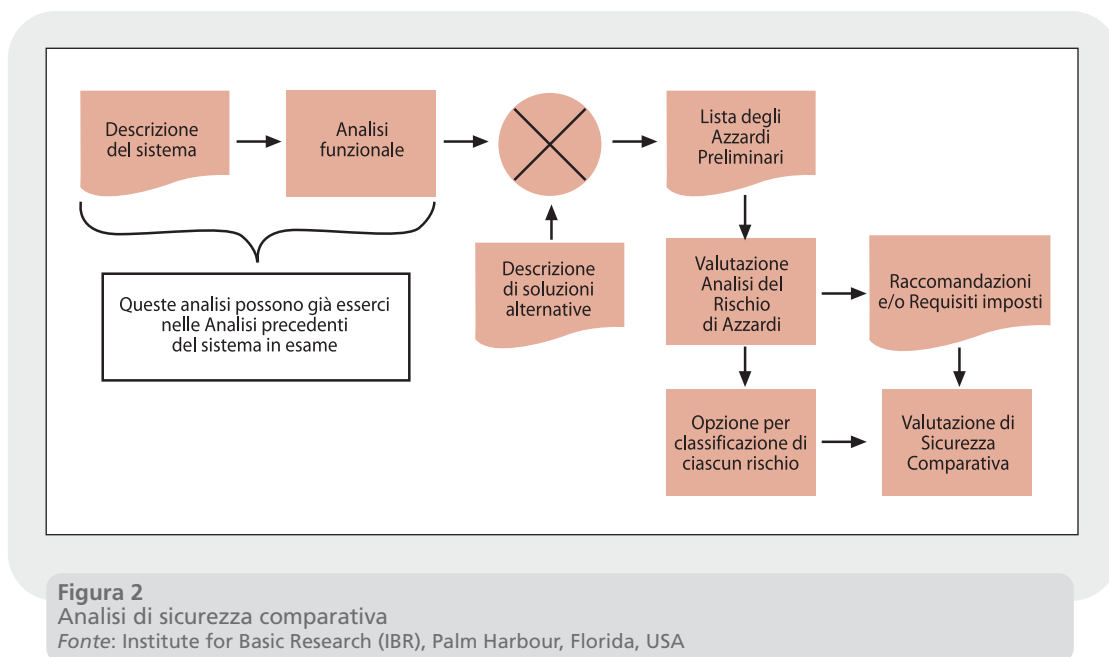 Descrizione
del sistema
Analisi
funzionale
Lista degli
Azzardi
Preliminari
Queste analisi possono già esserci
nelle Analisi precedenti
del sistema in esame
Descrizione
di soluzioni
alternative
Valutazione
Analisi del
Rischio
di Azzardi
Raccomandazioni
e/o Requisiti imposti
Opzione per
classificazione di
ciascun rischio
Valutazione di
Sicurezza
Comparativa
Figura 2
Analisi di sicurezza comparativa
Fonte: Institute for Basic Research (IBR), Palm Harbour, Florida, USA